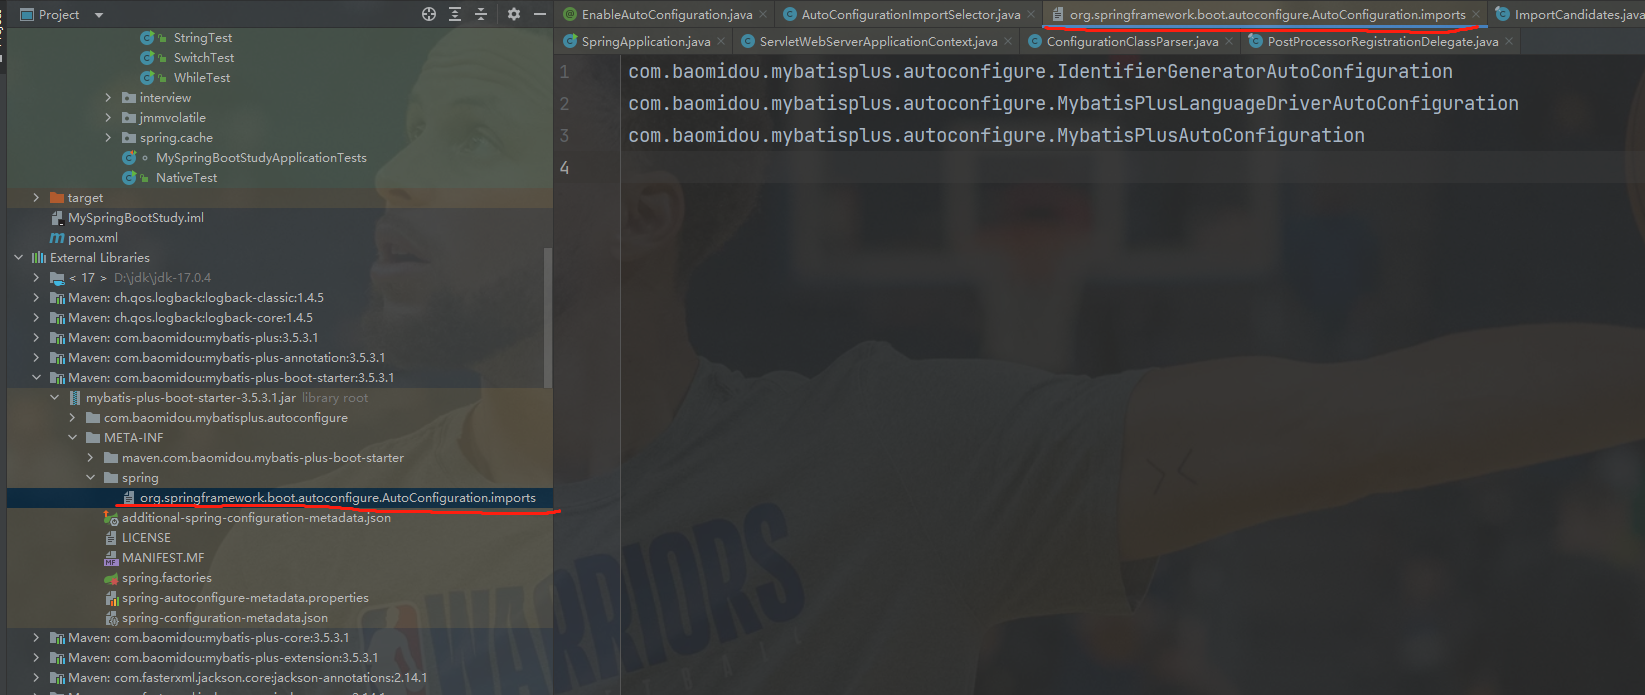 Project
StringTest
SwitchTest
WhileTest
interview
jmmvolatile
spring.cache
MySpringBootStudyApplicationTests
NativeTest
target
MySpringBootStudy.iml
pom.xml
External Libraries
< 17 > D:\jdk\jdk-17.0.4
Maven: ch.qos.logback:logback-classic:1.4.5
Maven: ch.qos.logback:logback-core:1.4.5
Maven: com.baomidou:mybatis-plus:3.5.3.1
Maven: com.baomidou:mybatis-plus-annotation:3.5.3.1
Maven: com.baomidou:mybatis-plus-boot-starter:3.5.3.1
mybatis-plus-boot-starter-3.5.3.1.jar library root
com.baomidou.mybatisplus.autoconfigure
META-INF
maven.com.baomidou.mybatis-plus-boot-starter
spring
org.springframework.boot.autoconfigure.AutoConfiguration.imports
additional-spring-configuration-metadata.json
LICENSE
MANIFEST.MF
spring.factories
spring-autoconfigure-metadata.properties
spring-configuration-metadata.json
Maven: com.baomidou:mybatis-plus-core:3.5.3.1
Maven: com.baomidou:mybatis-plus-extension:3.5.3.1
Maven: com.fasterxml.jackson.core:jackson-annotations:2.14.1
EnableAutoConfiguration.java AutoConfigurationImportSelector.java org.springframework.boot.autoconfigure.AutoConfiguration.imports ImportCandidates.java
SpringApplication.java ServletWebServerApplicationContext.java ConfigurationClassParser.java PostProcessorRegistrationDelegate.java
1 com.baomidou.mybatisplus.autoconfigure.IdentifierGeneratorAutoConfiguration
2 com.baomidou.mybatisplus.autoconfigure.MybatisPlusLanguageDriverAutoConfiguration
3 com.baomidou.mybatisplus.autoconfigure.MybatisPlusAutoConfiguration
4
WARRIORS